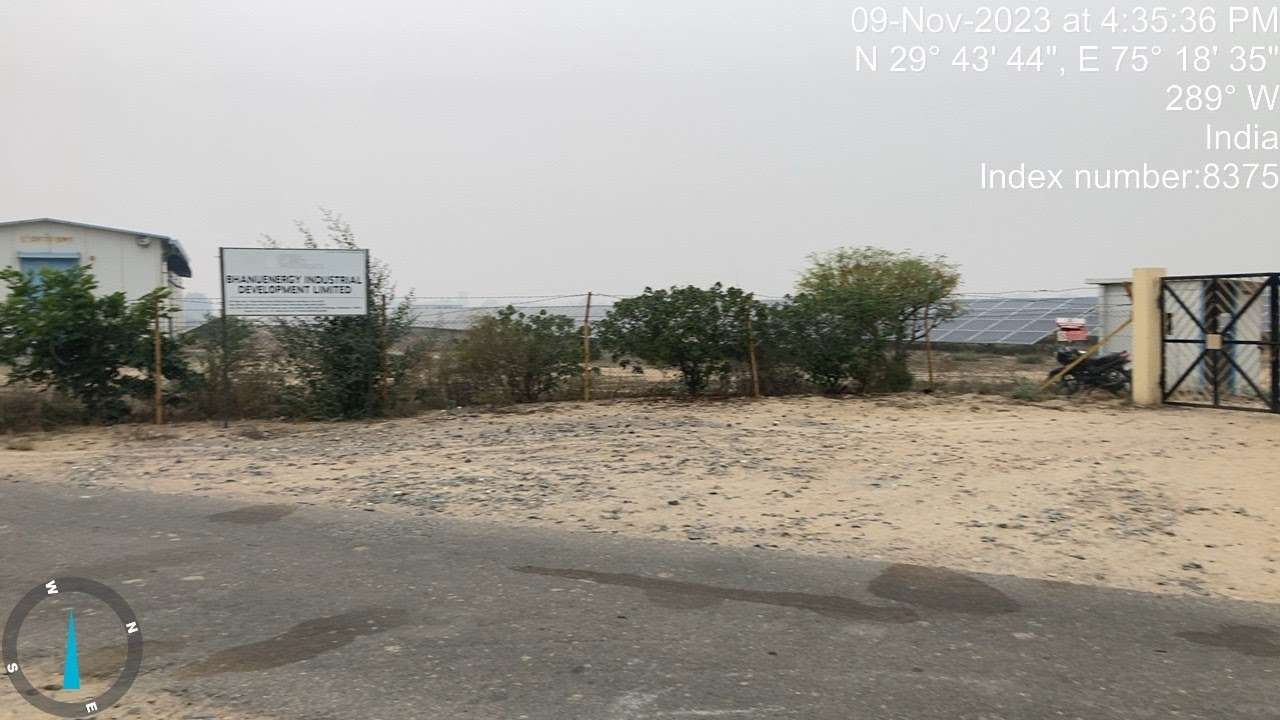 09-Nov-2023 at 4:35:36 PM
N 29° 43' 44", E 75° 18' 35"
289° W
India
Index number:8375
BHANUENERGY INDUSTRIAL
DEVELOPMENT LIMITED
W
N
S
E